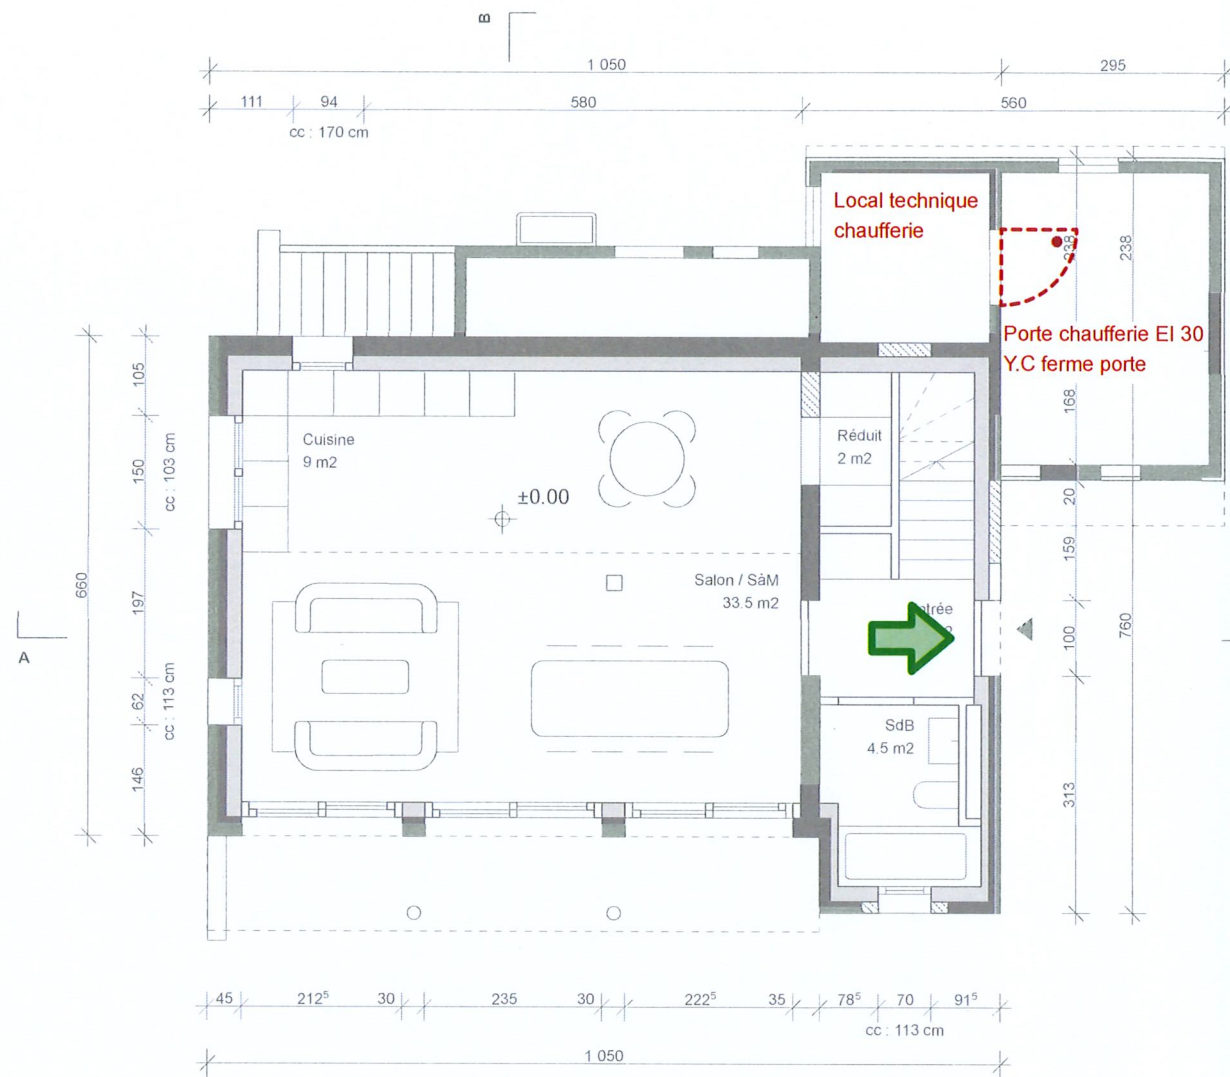 B
1 050
295
111
94
580
560
cc : 170 cm
Local technique
chaufferie
238
238
Porte chaufferie EI 30
Y.C ferme porte
105
168
Cuisine
9 m2
Réduit
2 m2
150
cc : 103 cm
±0.00
20
159
660
197
Salon / SàM
33.5 m2
100
760
A
62
cc : 113 cm
SdB
4.5 m2
146
313
45
212⁵
30
235
30
222⁵
35
78⁵
70
91⁵
cc : 113 cm
1 050